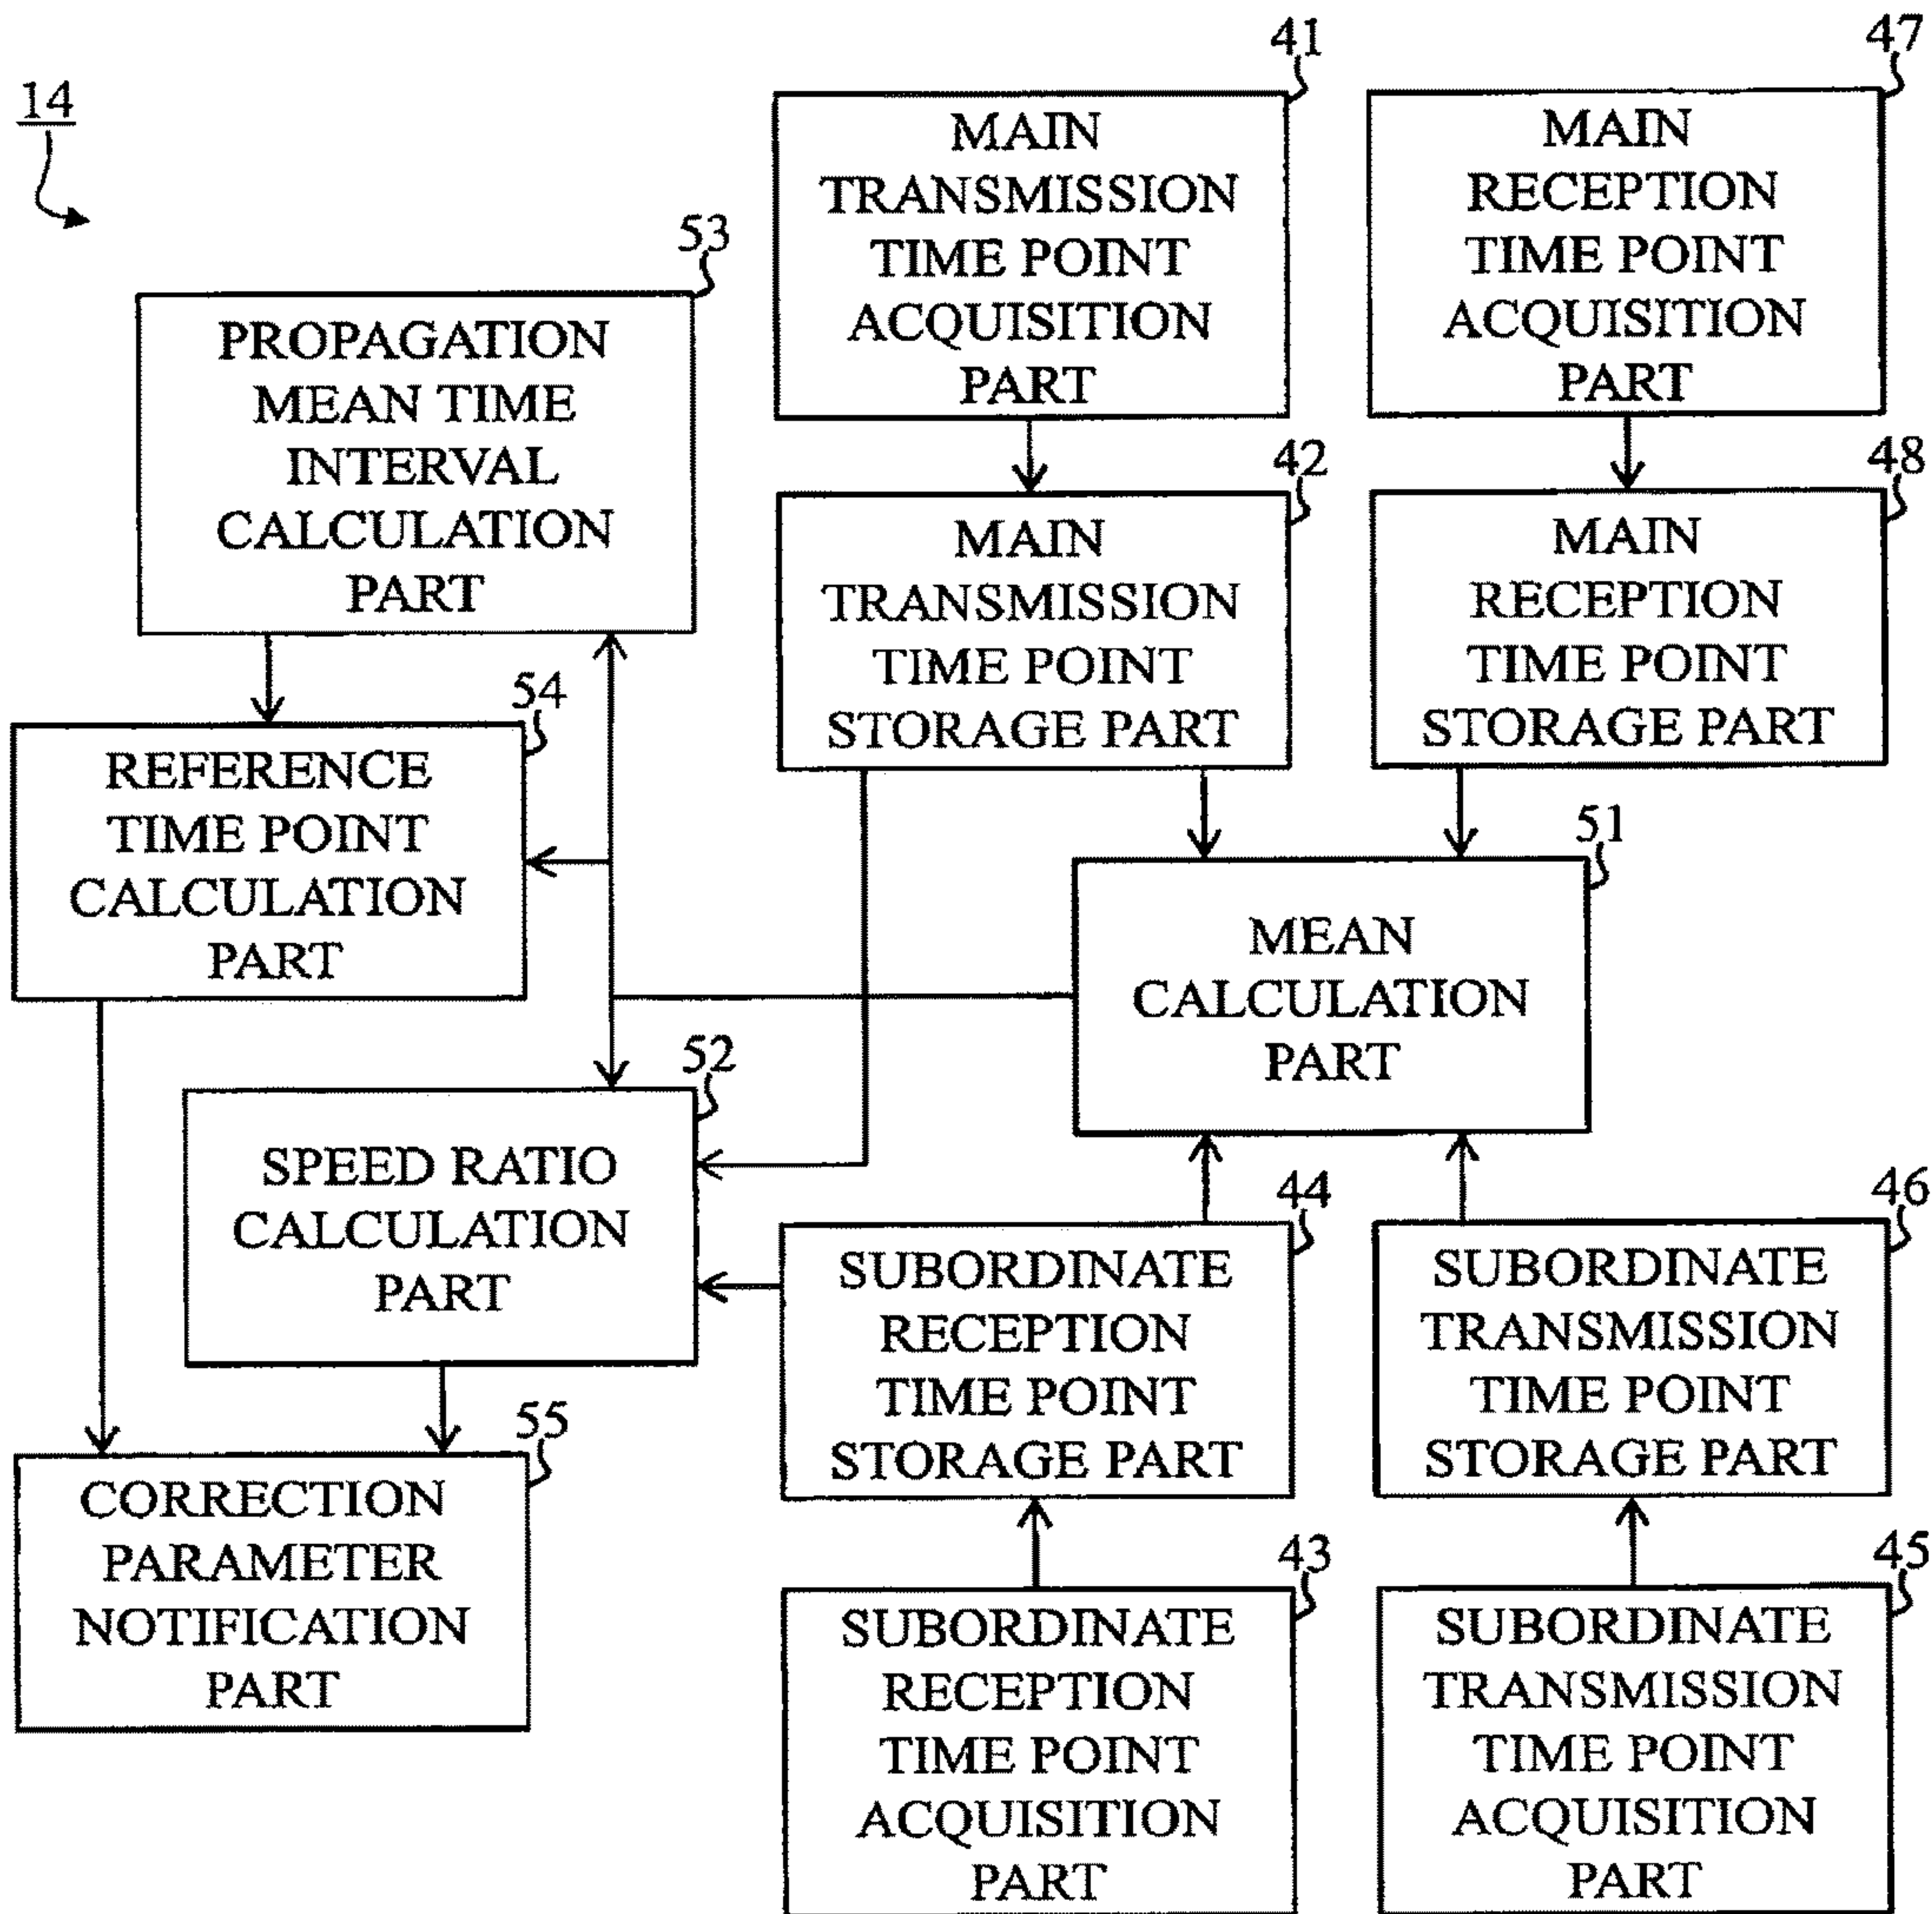 14
41
MAIN
TRANSMISSION
TIME POINT
ACQUISITION
PART
47
MAIN
RECEPTION
TIME POINT
ACQUISITION
PART
53
PROPAGATION
MEAN TIME
INTERVAL
CALCULATION
PART
42
MAIN
TRANSMISSION
TIME POINT
STORAGE PART
48
MAIN
RECEPTION
TIME POINT
STORAGE PART
54
REFERENCE
TIME POINT
CALCULATION
PART
51
MEAN
CALCULATION
PART
52
SPEED RATIO
CALCULATION
PART
44
SUBORDINATE
RECEPTION
TIME POINT
STORAGE PART
46
SUBORDINATE
TRANSMISSION
TIME POINT
STORAGE PART
55
CORRECTION
PARAMETER
NOTIFICATION
PART
43
SUBORDINATE
RECEPTION
TIME POINT
ACQUISITION
PART
45
SUBORDINATE
TRANSMISSION
TIME POINT
ACQUISITION
PART